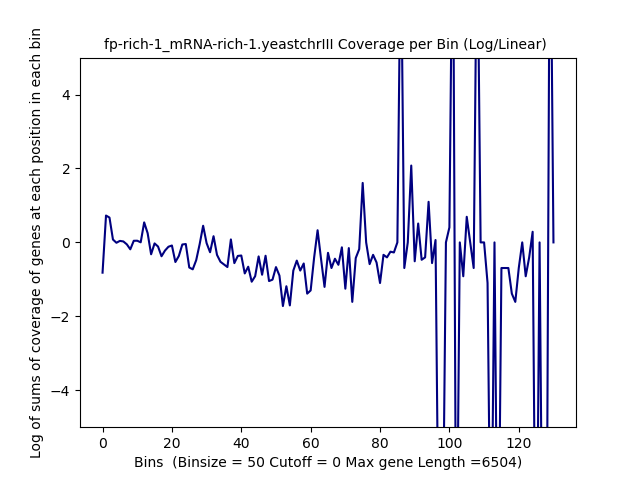 fp-rich-1_mRNA-rich-1.yeastchrIII Coverage per Bin (Log/Linear)
Log of sums of coverage of genes at each position in each bin
4
2
0
−2
−4
0 20 40 60 80 100 120
Bins  (Binsize = 50 Cutoff = 0 Max gene Length =6504)